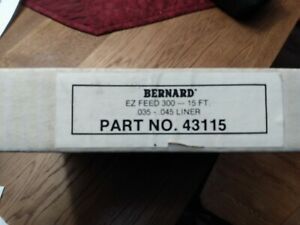 BERNARD®
EZ FEED 300 — 15 FT.
.035 - .045 LINER
PART NO. 43115